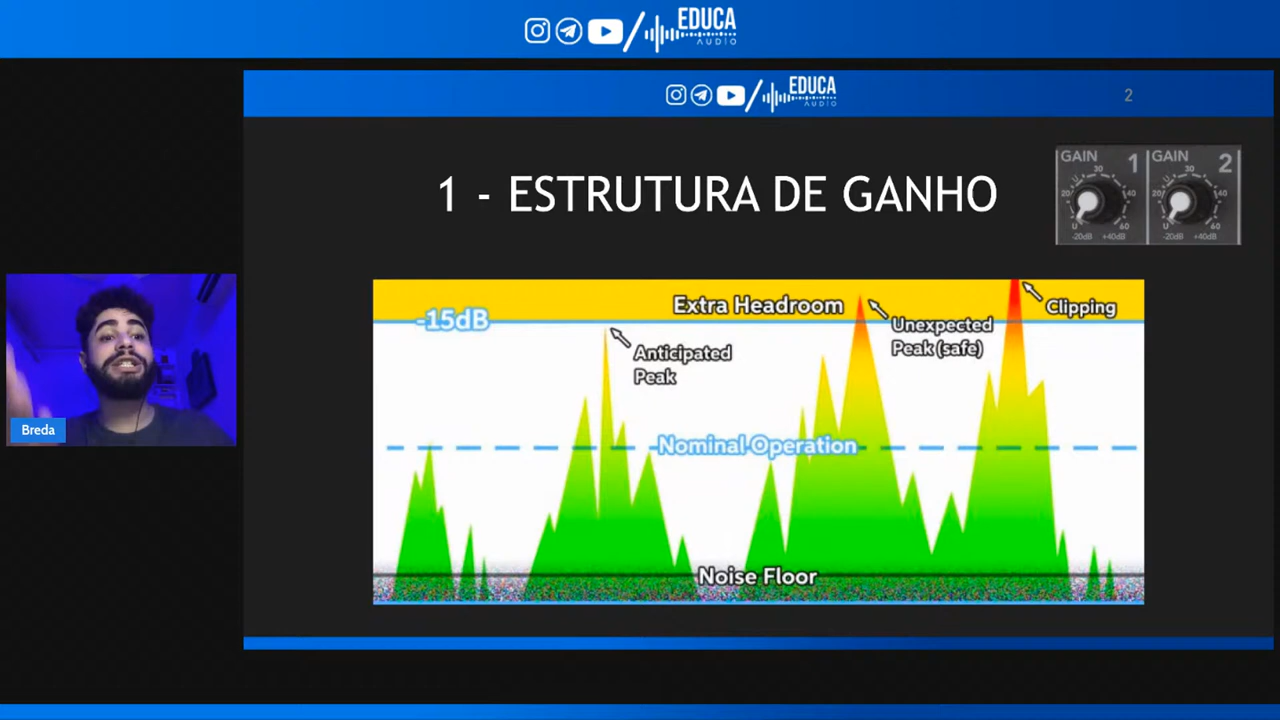 EDUCA
AUDIO
EDUCA
AUDIO
2
1 - ESTRUTURA DE GANHO
GAIN 1 GAIN 2
30 30
20 40 20 40
U 60 U 60
-20dB +40dB -20dB +40dB
-15dB
Extra Headroom
Clipping
Unexpected
Peak (safe)
Anticipated
Peak
Nominal Operation
Noise Floor
Breda